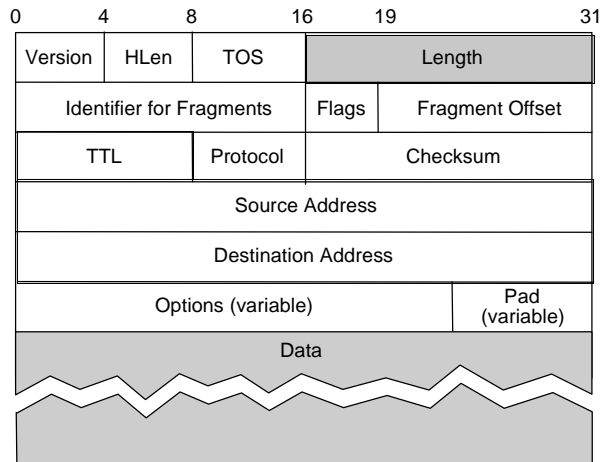 0 4 8 16 19 31
Version HLen TOS Length
Identifier for Fragments Flags Fragment Offset
TTL Protocol Checksum
Source Address
Destination Address
Options (variable) Pad
(variable)
Data